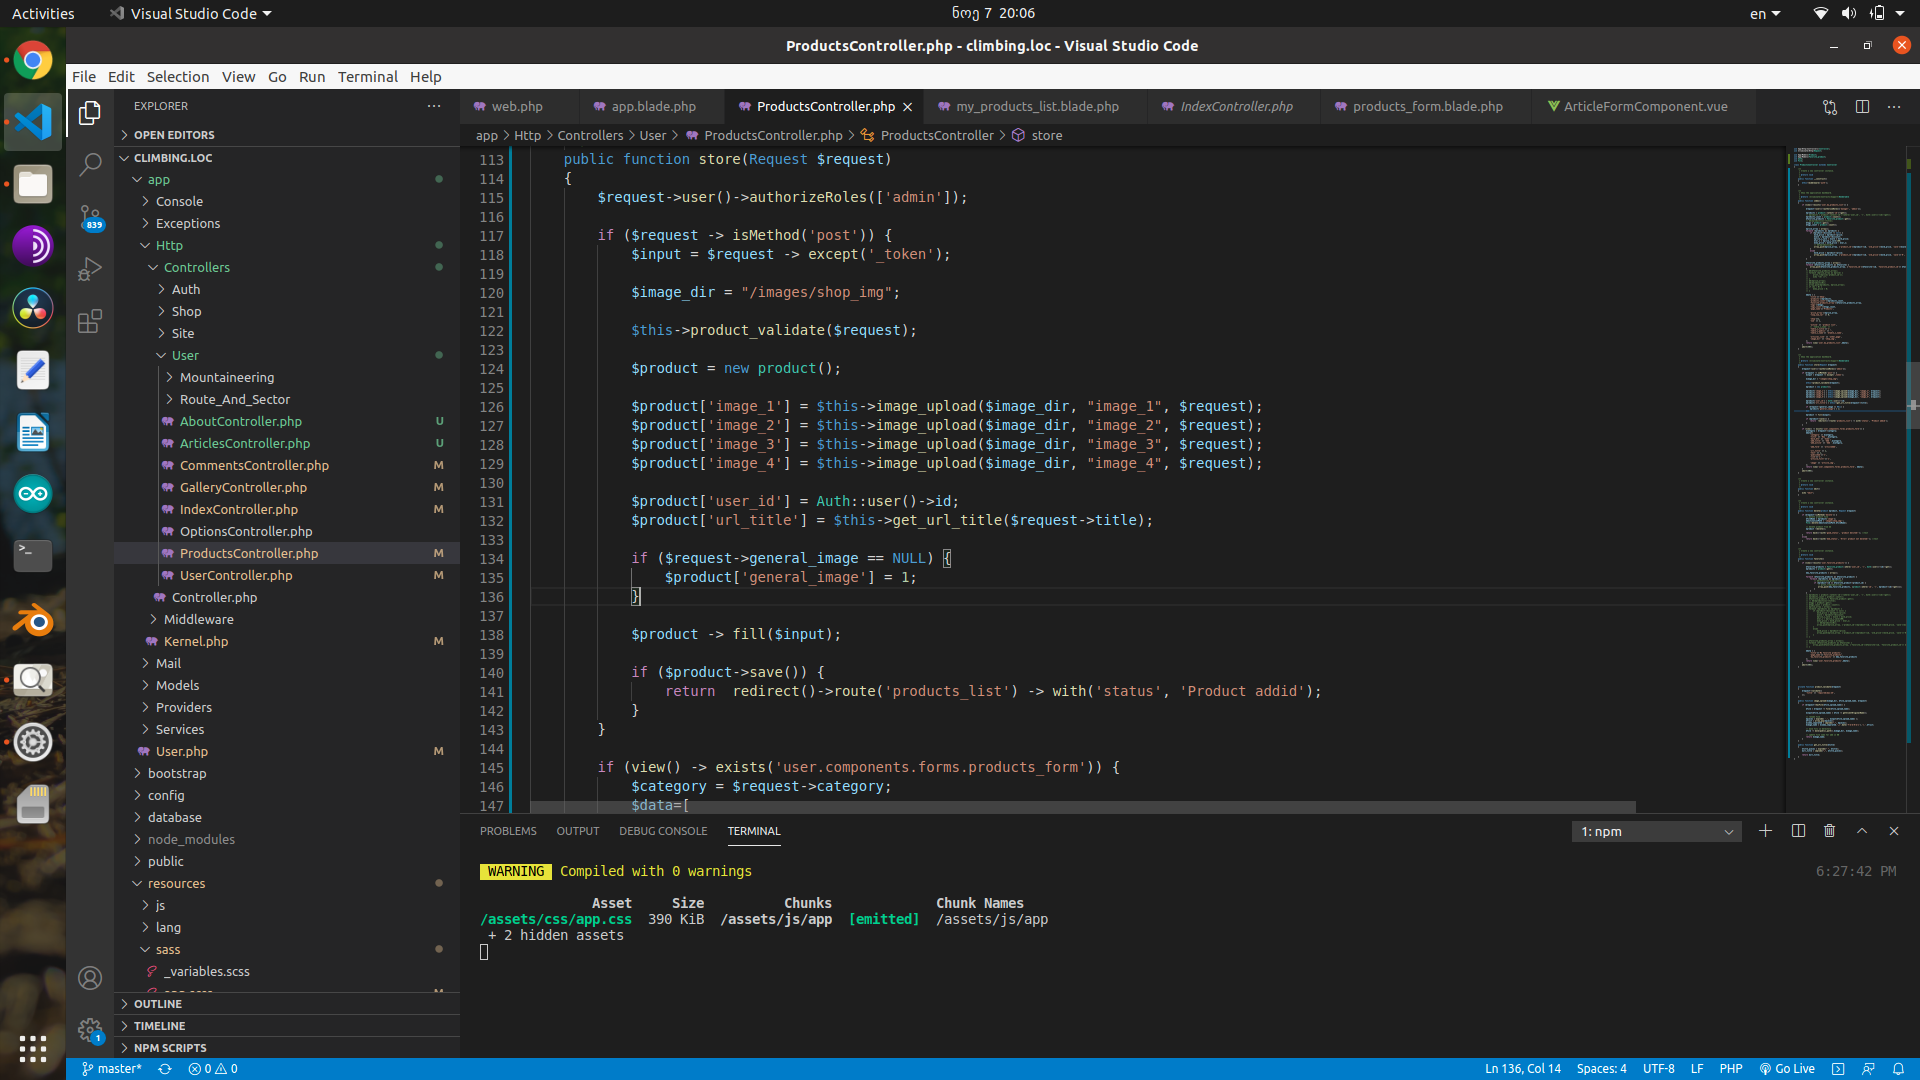 Activities
Visual Studio Code
ნოე 7 20:06
en
ProductsController.php - climbing.loc - Visual Studio Code
File Edit Selection View Go Run Terminal Help
EXPLORER
OPEN EDITORS
CLIMBING.LOC
app
Console
Exceptions
Http
Controllers
Auth
Shop
Site
User
Mountaineering
Route_And_Sector
AboutController.php U
ArticlesController.php U
CommentsController.php M
GalleryController.php M
IndexController.php M
OptionsController.php
ProductsController.php M
UserController.php M
Controller.php
Middleware
Kernel.php M
Mail
Models
Providers
Services
User.php M
bootstrap
config
database
node_modules
public
resources
js
lang
sass
_variables.scss
OUTLINE
TIMELINE
NPM SCRIPTS
839
1
web.php app.blade.php ProductsController.php my_products_list.blade.php IndexController.php products_form.blade.php ArticleFormComponent.vue
app > Http > Controllers > User > ProductsController.php > ProductsController > store
113 public function store(Request $request)
114 {
115 $request->user()->authorizeRoles(['admin']);
116
117 if ($request -> isMethod('post')) {
118 $input = $request -> except('_token');
119
120 $image_dir = "/images/shop_img";
121
122 $this->product_validate($request);
123
124 $product = new product();
125
126 $product['image_1'] = $this->image_upload($image_dir, "image_1", $request);
127 $product['image_2'] = $this->image_upload($image_dir, "image_2", $request);
128 $product['image_3'] = $this->image_upload($image_dir, "image_3", $request);
129 $product['image_4'] = $this->image_upload($image_dir, "image_4", $request);
130
131 $product['user_id'] = Auth::user()->id;
132 $product['url_title'] = $this->get_url_title($request->title);
133
134 if ($request->general_image == NULL) {
135 $product['general_image'] = 1;
136 }
137
138 $product -> fill($input);
139
140 if ($product->save()) {
141 return  redirect()->route('products_list') -> with('status', 'Product addid');
142 }
143 }
144
145 if (view() -> exists('user.components.forms.products_form')) {
146 $category = $request->category;
147 $data=[
PROBLEMS OUTPUT DEBUG CONSOLE TERMINAL
1: npm
WARNING Compiled with 0 warnings 6:27:42 PM
Asset Size Chunks Chunk Names
/assets/css/app.css 390 KiB /assets/js/app [emitted] /assets/js/app
+ 2 hidden assets
master* 0 0 Ln 136, Col 14 Spaces: 4 UTF-8 LF PHP Go Live